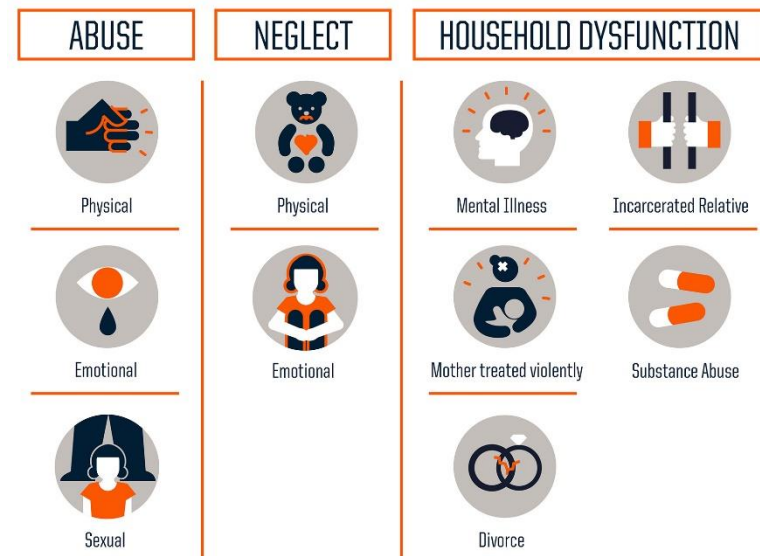 ABUSE
NEGLECT
HOUSEHOLD DYSFUNCTION
Physical
Physical
Mental Illness
Incarcerated Relative
Emotional
Emotional
Mother treated violently
Substance Abuse
Sexual
Divorce